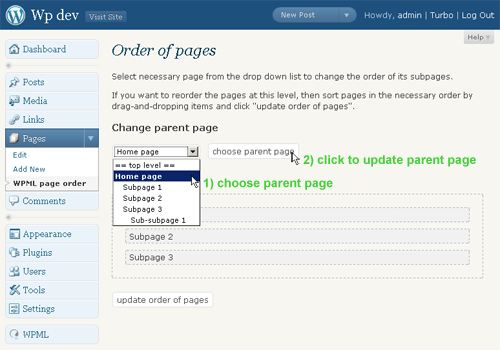 Wp dev
Visit Site
New Post
Howdy, admin | Turbo | Log Out
Help
Dashboard
Posts
Media
Links
Pages
Edit
Add New
WPML page order
Comments
Appearance
Plugins
Users
Tools
Settings
WPML
Order of pages
Select necessary page from the drop down list to change the order of its subpages.
If you want to reorder the pages at this level, then sort pages in the necessary order by
drag-and-dropping items and click "update order of pages".
Change parent page
Home page
choose parent page
2) click to update parent page
== top level ==
Home page
1) choose parent page
Subpage 1
Subpage 2
Subpage 3
Sub-subpage 1
Subpage 2
Subpage 3
update order of pages